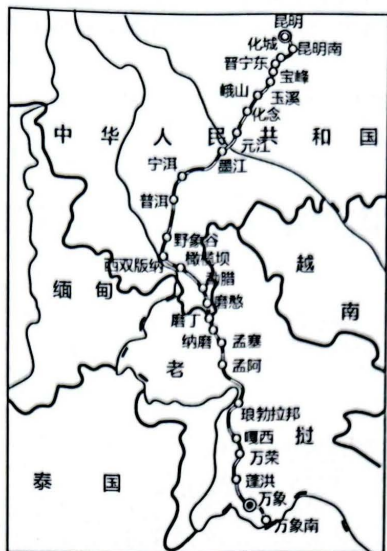 昆明
化城
昆明南
晋宁东
宝峰
峨山
玉溪
化念
中华人民共和国
元江
墨江
宁洱
普洱
野象谷
橄榄坝
西双版纳
勐腊
磨憨
越南
缅甸
磨丁
纳磨
孟塞
老挝
孟阿
琅勃拉邦
嘎西
万荣
泰国
蓬洪
万象
万象南